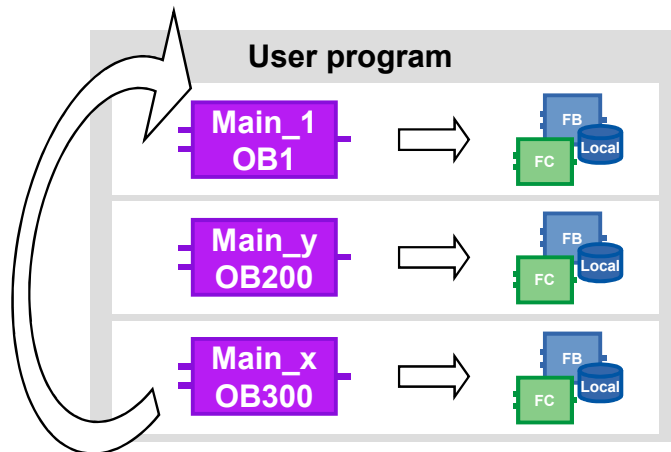 User program
Main_1
OB1
FB
FC
Local
Main_y
OB200
FB
FC
Local
Main_x
OB300
FB
FC
Local